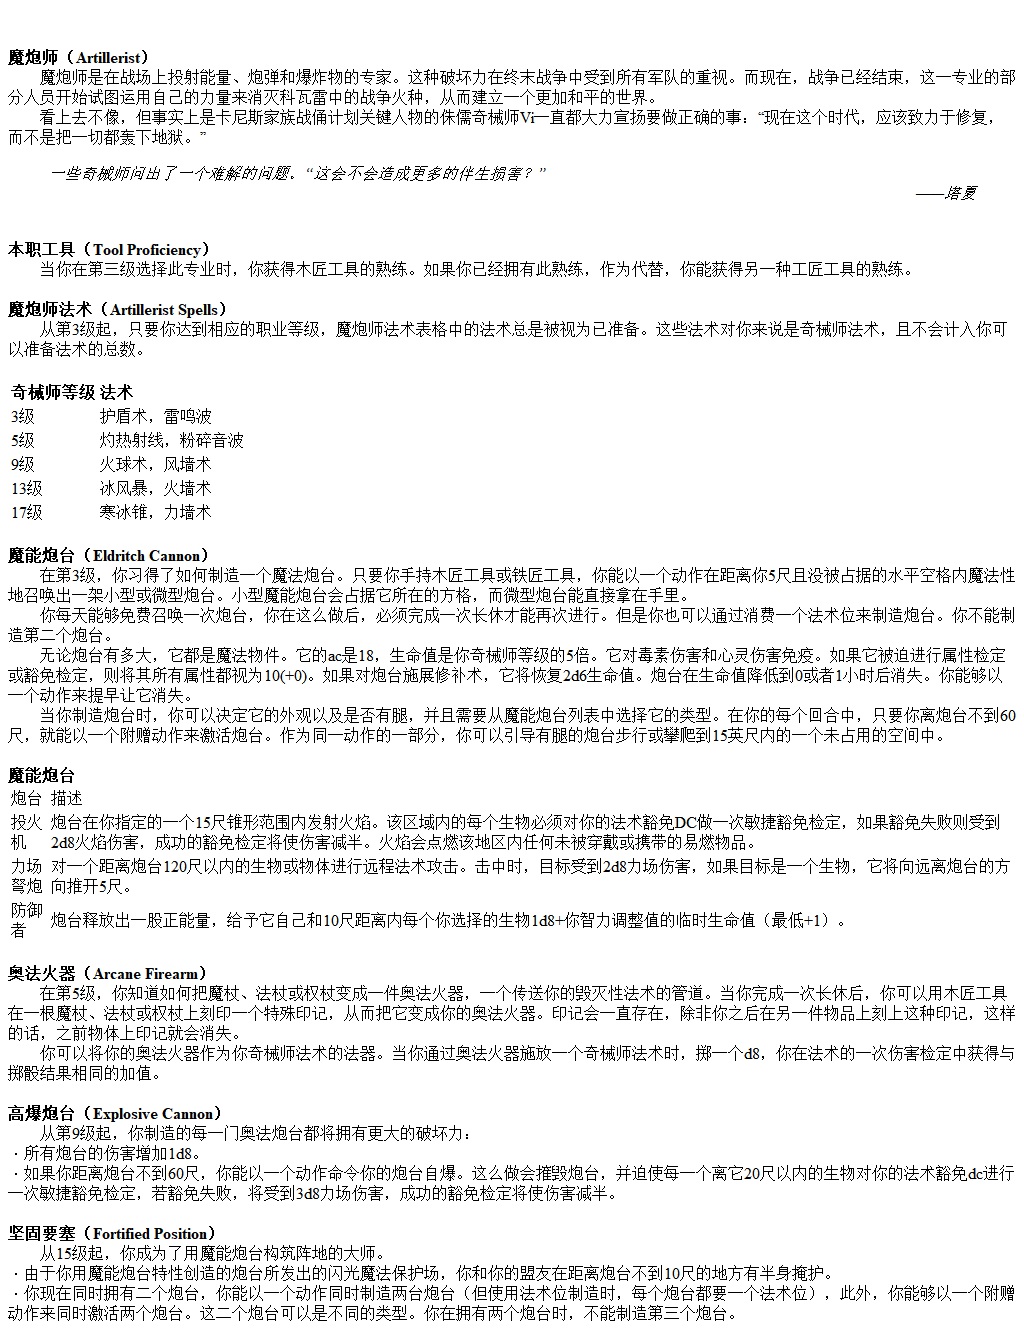 魔炮师（Artillerist）
魔炮师是在战场上投射能量、炮弹和爆炸物的专家。这种破坏力在终末战争中受到所有军队的重视。而现在，战争已经结束，这一专业的部
分人员开始试图运用自己的力量来消灭科瓦雷中的战争火种，从而建立一个更加和平的世界。
看上去不像，但事实上是卡尼斯家族战俑计划关键人物的侏儒奇械师Vi一直都大力宣扬要做正确的事：“现在这个时代，应该致力于修复，
而不是把一切都轰下地狱。”
一些奇械师问出了一个难解的问题．“这会不会造成更多的伴生损害？”
——塔夏
本职工具（Tool Proficiency）
当你在第三级选择此专业时，你获得木匠工具的熟练。如果你已经拥有此熟练，作为代替，你能获得另一种工匠工具的熟练。
魔炮师法术（Artillerist Spells）
从第3级起，只要你达到相应的职业等级，魔炮师法术表格中的法术总是被视为已准备。这些法术对你来说是奇械师法术，且不会计入你可
以准备法术的总数。
奇械师等级 法术
3级 护盾术，雷鸣波
5级 灼热射线，粉碎音波
9级 火球术，风墙术
13级 冰风暴，火墙术
17级 寒冰锥，力墙术
魔能炮台（Eldritch Cannon）
在第3级，你习得了如何制造一个魔法炮台。只要你手持木匠工具或铁匠工具，你能以一个动作在距离你5尺且没被占据的水平空格内魔法性
地召唤出一架小型或微型炮台。小型魔能炮台会占据它所在的方格，而微型炮台能直接拿在手里。
你每天能够免费召唤一次炮台，你在这么做后，必须完成一次长休才能再次进行。但是你也可以通过消费一个法术位来制造炮台。你不能制
造第二个炮台。
无论炮台有多大，它都是魔法物件。它的ac是18，生命值是你奇械师等级的5倍。它对毒素伤害和心灵伤害免疫。如果它被迫进行属性检定
或豁免检定，则将其所有属性都视为10(+0)。如果对炮台施展修补术，它将恢复2d6生命值。炮台在生命值降低到0或者1小时后消失。你能够以
一个动作来提早让它消失。
当你制造炮台时，你可以决定它的外观以及是否有腿，并且需要从魔能炮台列表中选择它的类型。在你的每个回合中，只要你离炮台不到60
尺，就能以一个附赠动作来激活炮台。作为同一动作的一部分，你可以引导有腿的炮台步行或攀爬到15英尺内的一个未占用的空间中。
魔能炮台
炮台 描述
投火 炮台在你指定的一个15尺锥形范围内发射火焰。该区域内的每个生物必须对你的法术豁免DC做一次敏捷豁免检定，如果豁免失败则受到
机 2d8火焰伤害，成功的豁免检定将使伤害减半。火焰会点燃该地区内任何未被穿戴或携带的易燃物品。
力场 对一个距离炮台120尺以内的生物或物体进行远程法术攻击。击中时，目标受到2d8力场伤害，如果目标是一个生物，它将向远离炮台的方
弩炮 向推开5尺。
防御
者 炮台释放出一股正能量，给予它自己和10尺距离内每个你选择的生物1d8+你智力调整值的临时生命值（最低+1）。
奥法火器（Arcane Firearm）
在第5级，你知道如何把魔杖、法杖或权杖变成一件奥法火器，一个传送你的毁灭性法术的管道。当你完成一次长休后，你可以用木匠工具
在一根魔杖、法杖或权杖上刻印一个特殊印记，从而把它变成你的奥法火器。印记会一直存在，除非你之后在另一件物品上刻上这种印记，这样
的话，之前物体上印记就会消失。
你可以将你的奥法火器作为你奇械师法术的法器。当你通过奥法火器施放一个奇械师法术时，掷一个d8，你在法术的一次伤害检定中获得与
掷骰结果相同的加值。
高爆炮台（Explosive Cannon）
从第9级起，你制造的每一门奥法炮台都将拥有更大的破坏力：
·所有炮台的伤害增加1d8。
·如果你距离炮台不到60尺，你能以一个动作命令你的炮台自爆。这么做会摧毁炮台，并迫使每一个离它20尺以内的生物对你的法术豁免dc进行
一次敏捷豁免检定，若豁免失败，将受到3d8力场伤害，成功的豁免检定将使伤害减半。
坚固要塞（Fortified Position）
从15级起，你成为了用魔能炮台构筑阵地的大师。
·由于你用魔能炮台特性创造的炮台所发出的闪光魔法保护场，你和你的盟友在距离炮台不到10尺的地方有半身掩护。
·你现在同时拥有二个炮台，你能以一个动作同时制造两台炮台（但使用法术位制造时，每个炮台都要一个法术位），此外，你能够以一个附赠
动作来同时激活两个炮台。这二个炮台可以是不同的类型。你在拥有两个炮台时，不能制造第三个炮台。